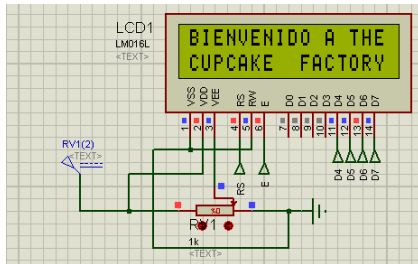 LCD1
LM016L
<TEXT>
BIENVENIDO A THE
CUPCAKE FACTORY
VSS VDD VEE RS RW E D0 D1 D2 D3 D4 D5 D6 D7
1 2 3 4 5 6 7 8 9 10 11 12 13 14
RV1(2)
<TEXT>
RS E D4 D5 D6 D7
RV1
1k
<TEXT>